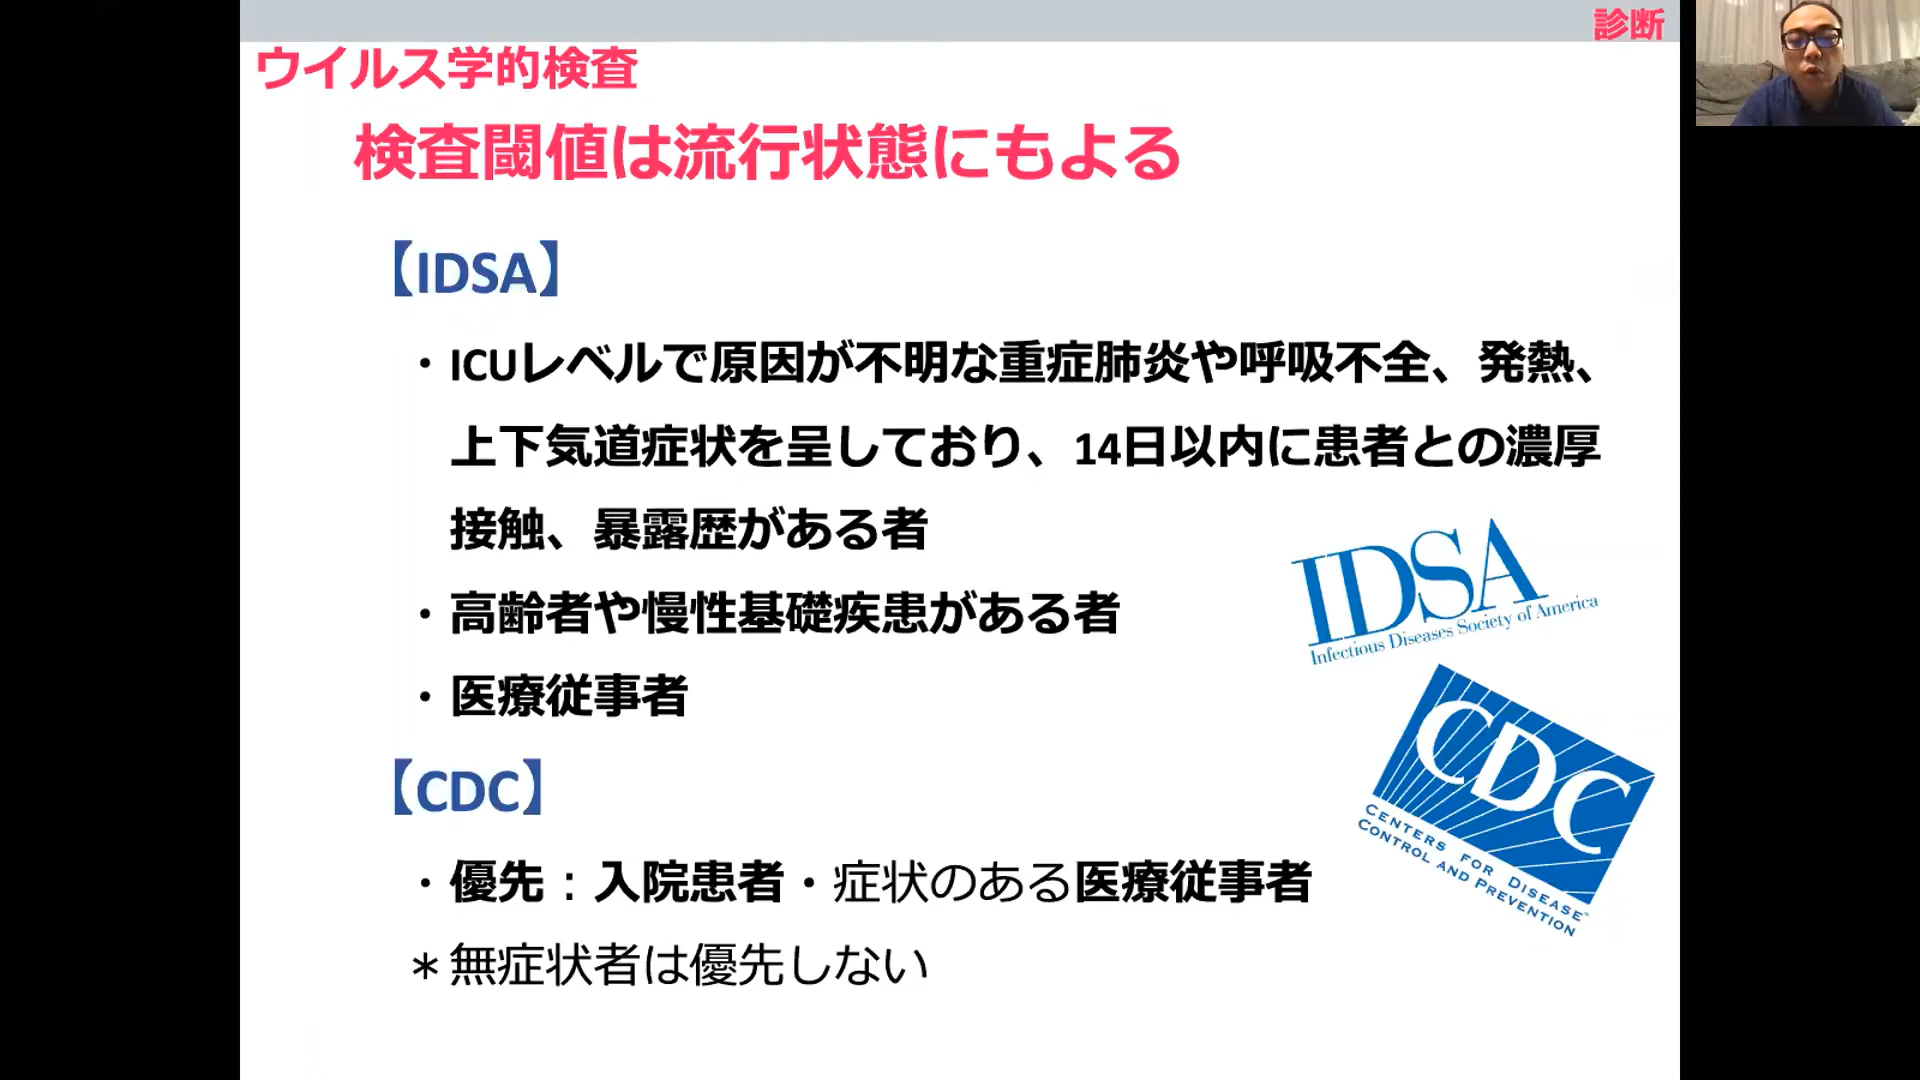 診断
ウイルス学的検査
検査閾値は流行状態にもよる
【IDSA】
・ICUレベルで原因が不明な重症肺炎や呼吸不全、発熱、
上下気道症状を呈しており、14日以内に患者との濃厚
接触、暴露歴がある者
・高齢者や慢性基礎疾患がある者
・医療従事者
IDSA
Infectious Diseases Society of America
【CDC】
・優先：入院患者・症状のある医療従事者
＊無症状者は優先しない
CDC
CENTERS FOR DISEASE™
CONTROL AND PREVENTION